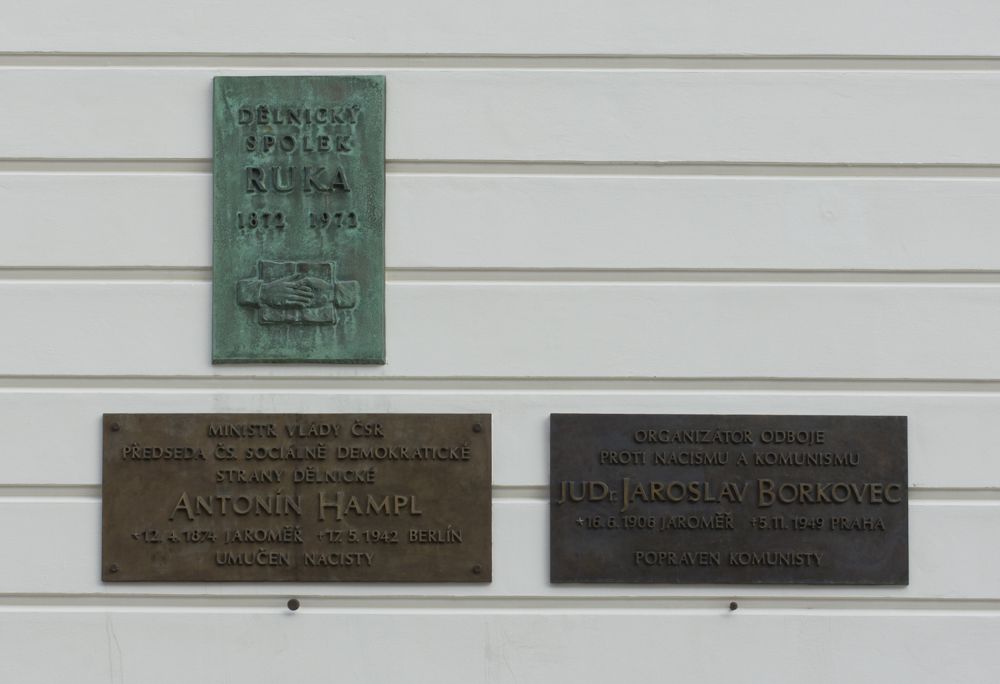 DĚLNICKÝ
SPOLEK
RUKA
1872 1972
MINISTR VLÁDY ČSR
PŘEDSEDA ČS. SOCIÁLNĚ DEMOKRATICKÉ
STRANY DĚLNICKÉ
ANTONÍN HAMPL
*12. 4. 1874 JAROMĚŘ +17. 5. 1942 BERLÍN
UMUČEN NACISTY
ORGANIZÁTOR ODBOJE
PROTI NACISMU A KOMUNISMU
JUDr. JAROSLAV BORKOVEC
*16. 6. 1906 JAROMĚŘ +5. 11. 1949 PRAHA
POPRAVEN KOMUNISTY